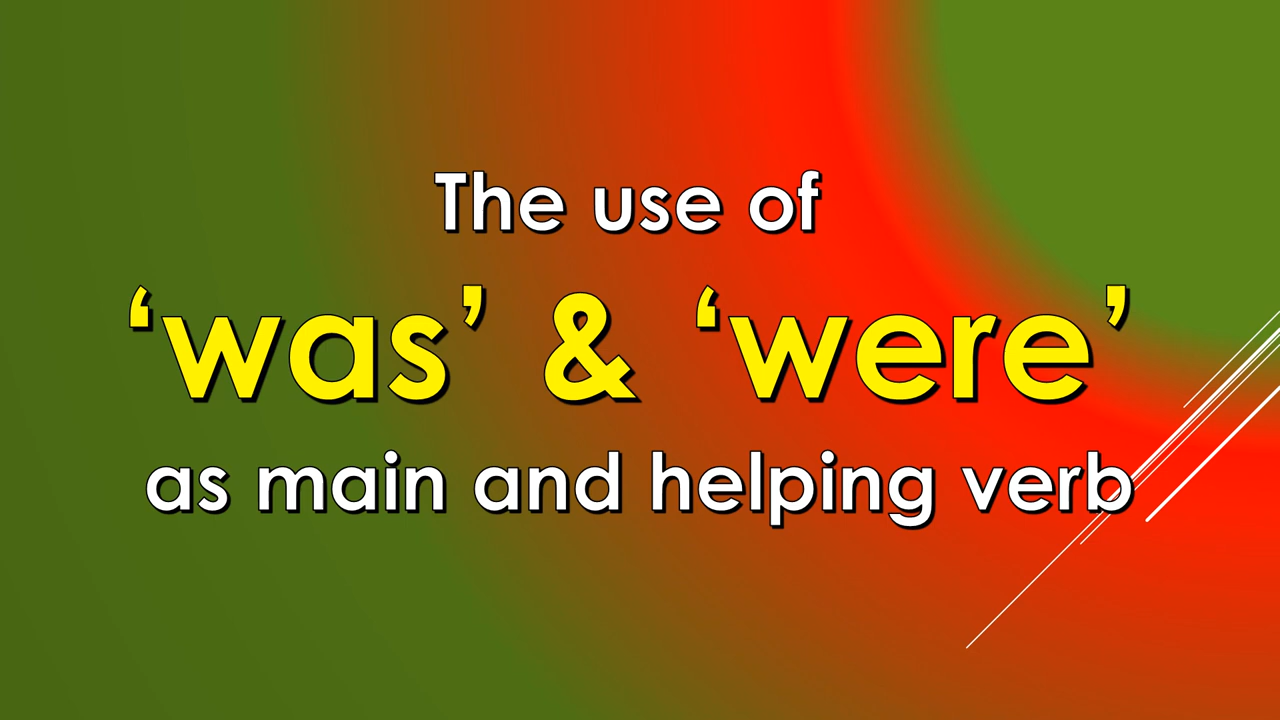 The use of
‘was’ & ‘were’
as main and helping verb